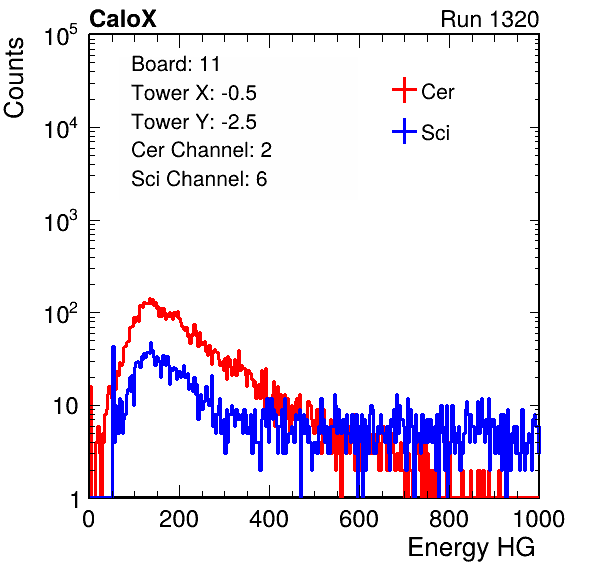 CaloX
Run 1320
Counts
10^5
10^4
10^3
10^2
10
1
Board: 11
Tower X: -0.5
Tower Y: -2.5
Cer Channel: 2
Sci Channel: 6
Cer
Sci
0 200 400 600 800 1000
Energy HG